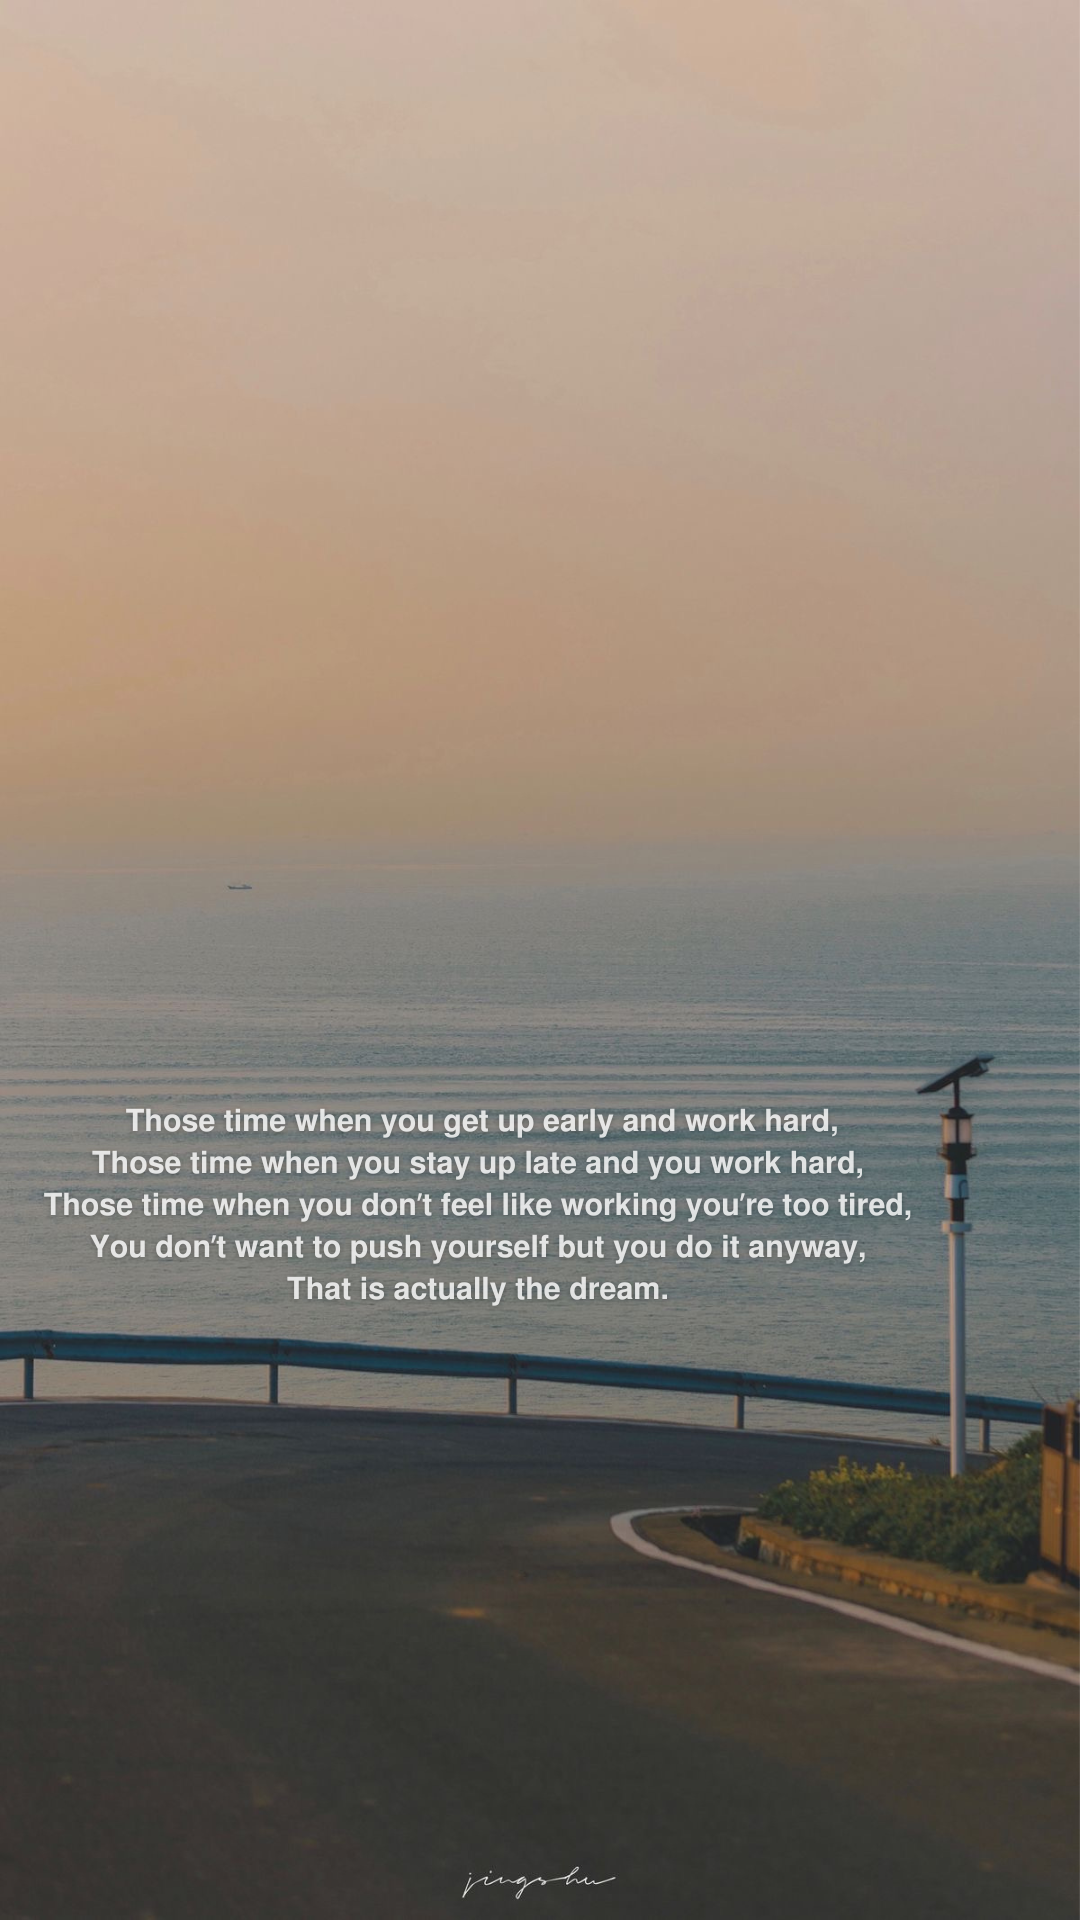 Those time when you get up early and work hard,
Those time when you stay up late and you work hard,
Those time when you don't feel like working you're too tired,
You don't want to push yourself but you do it anyway,
That is actually the dream.
jingshu